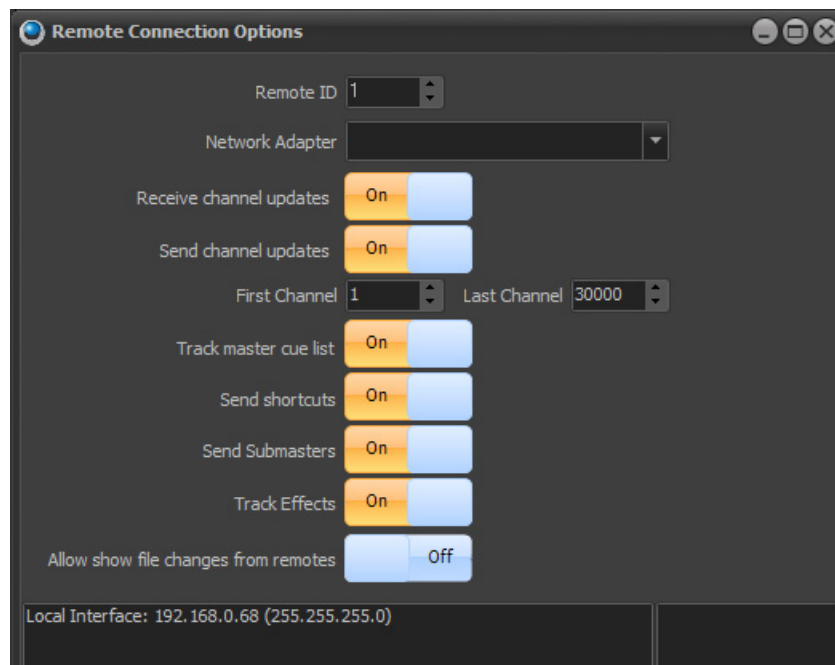 Remote Connection Options
Remote ID 1
Network Adapter
Receive channel updates On
Send channel updates On
First Channel 1 Last Channel 30000
Track master cue list On
Send shortcuts On
Send Submasters On
Track Effects On
Allow show file changes from remotes Off
Local Interface: 192.168.0.68 (255.255.255.0)